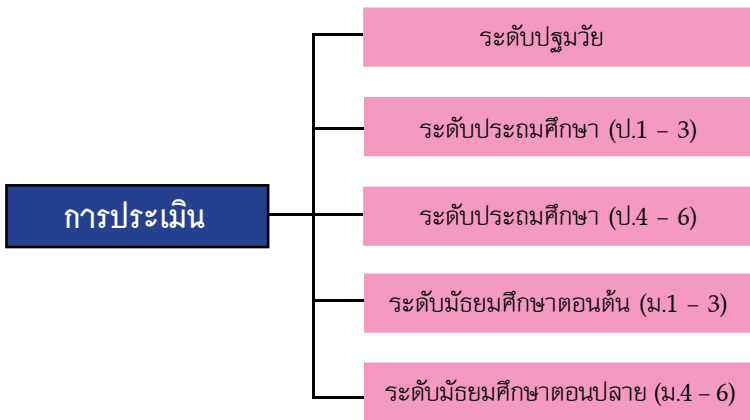 ระดับปฐมวัย
ระดับประถมศึกษา (ป.1 – 3)
การประเมิน
ระดับประถมศึกษา (ป.4 – 6)
ระดับมัธยมศึกษาตอนต้น (ม.1 – 3)
ระดับมัธยมศึกษาตอนปลาย (ม.4 – 6)